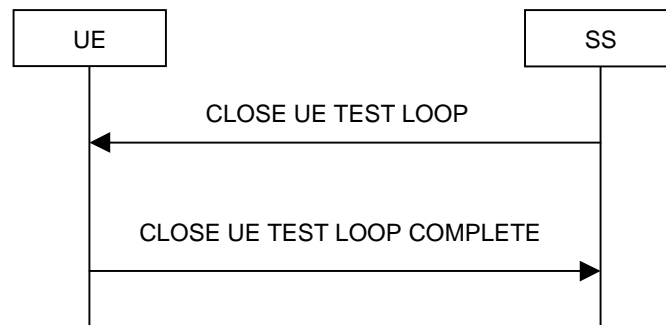 UE
SS
CLOSE UE TEST LOOP
CLOSE UE TEST LOOP COMPLETE